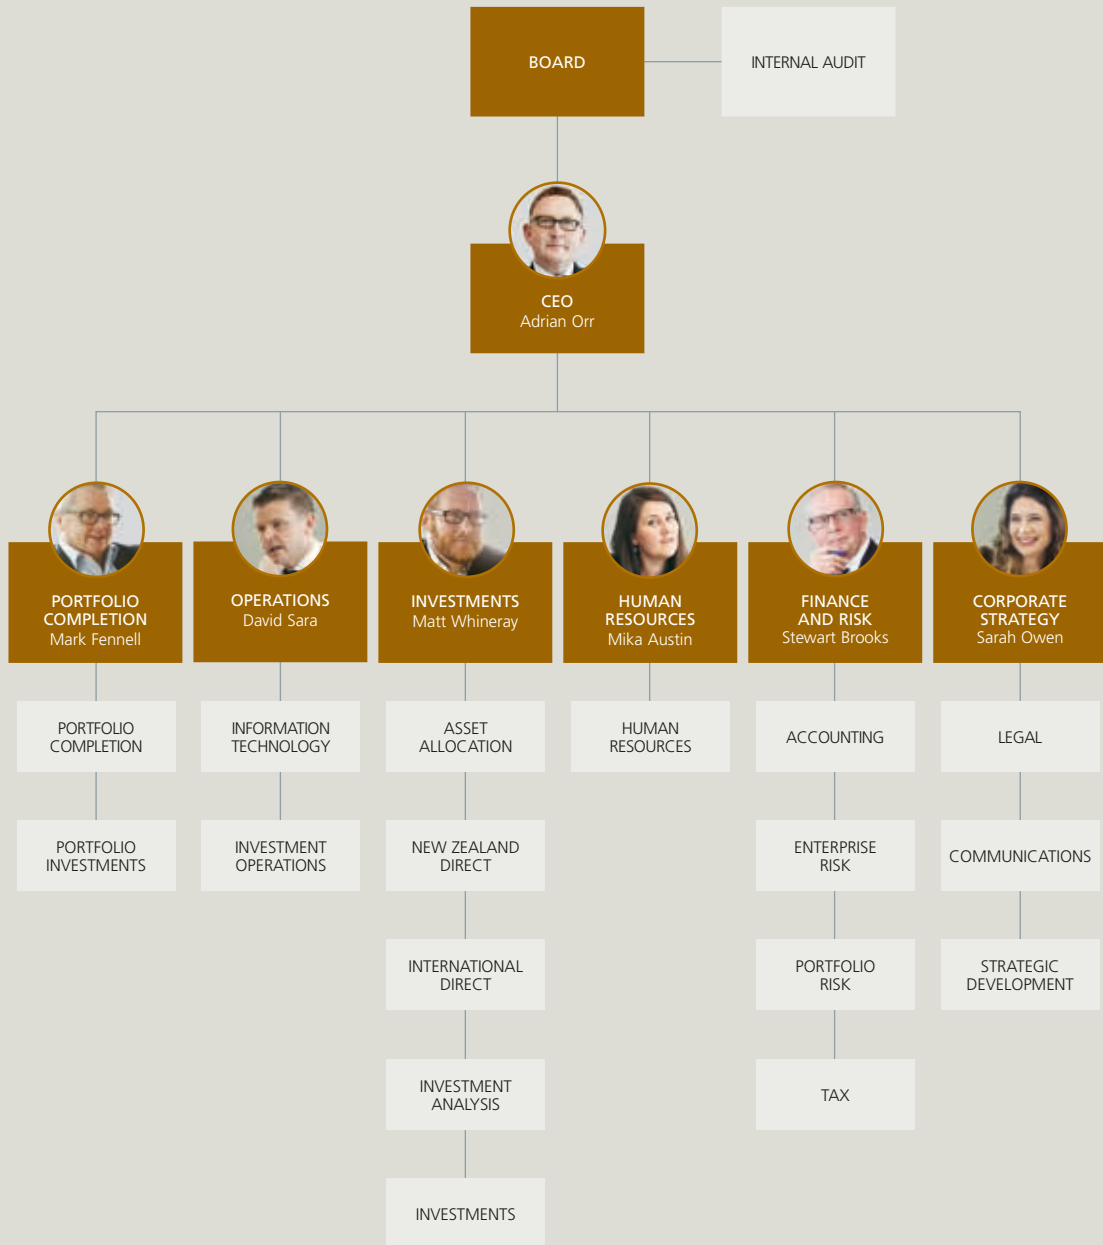 BOARD
INTERNAL AUDIT
CEO
Adrian Orr
PORTFOLIO
COMPLETION
Mark Fennell
OPERATIONS
David Sara
INVESTMENTS
Matt Whineray
HUMAN
RESOURCES
Mika Austin
FINANCE
AND RISK
Stewart Brooks
CORPORATE
STRATEGY
Sarah Owen
PORTFOLIO
COMPLETION
INFORMATION
TECHNOLOGY
ASSET
ALLOCATION
HUMAN
RESOURCES
ACCOUNTING
LEGAL
PORTFOLIO
INVESTMENTS
INVESTMENT
OPERATIONS
NEW ZEALAND
DIRECT
ENTERPRISE
RISK
COMMUNICATIONS
INTERNATIONAL
DIRECT
PORTFOLIO
RISK
STRATEGIC
DEVELOPMENT
INVESTMENT
ANALYSIS
TAX
INVESTMENTS